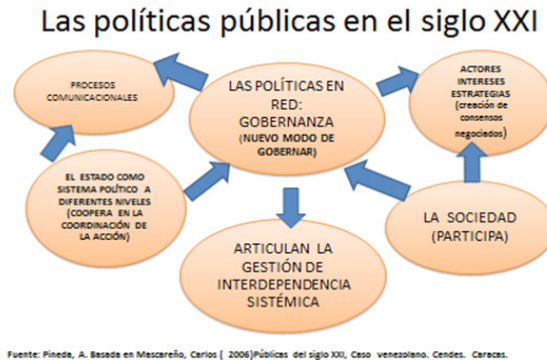 Las políticas públicas en el siglo XXI
PROCESOS
COMUNICACIONALES
LAS POLÍTICAS EN
RED:
GOBERNANZA
(NUEVO MODO DE
GOBERNAR)
ACTORES
INTERESES
ESTRATEGIAS
(creación de
consensos
negociados)
EL ESTADO COMO
SISTEMA POLÍTICO A
DIFERENTES NIVELES
(COOPERA EN LA
COORDINACIÓN DE
LA ACCIÓN)
ARTICULAN LA
GESTIÓN DE
INTERDEPENDENCIA
SISTÉMICA
LA SOCIEDAD
(PARTICIPA)
Fuente: Pineda, A. Basada en Mascareño, Carlos ( 2006)Públicas del siglo XXI, Caso venezolano. Cendes. Caracas.